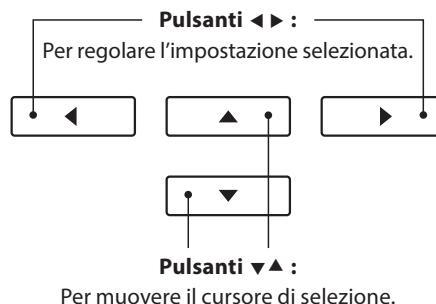 Pulsanti ◀ ▶ :
Per regolare l'impostazione selezionata.
Pulsanti ▼▲ :
Per muovere il cursore di selezione.